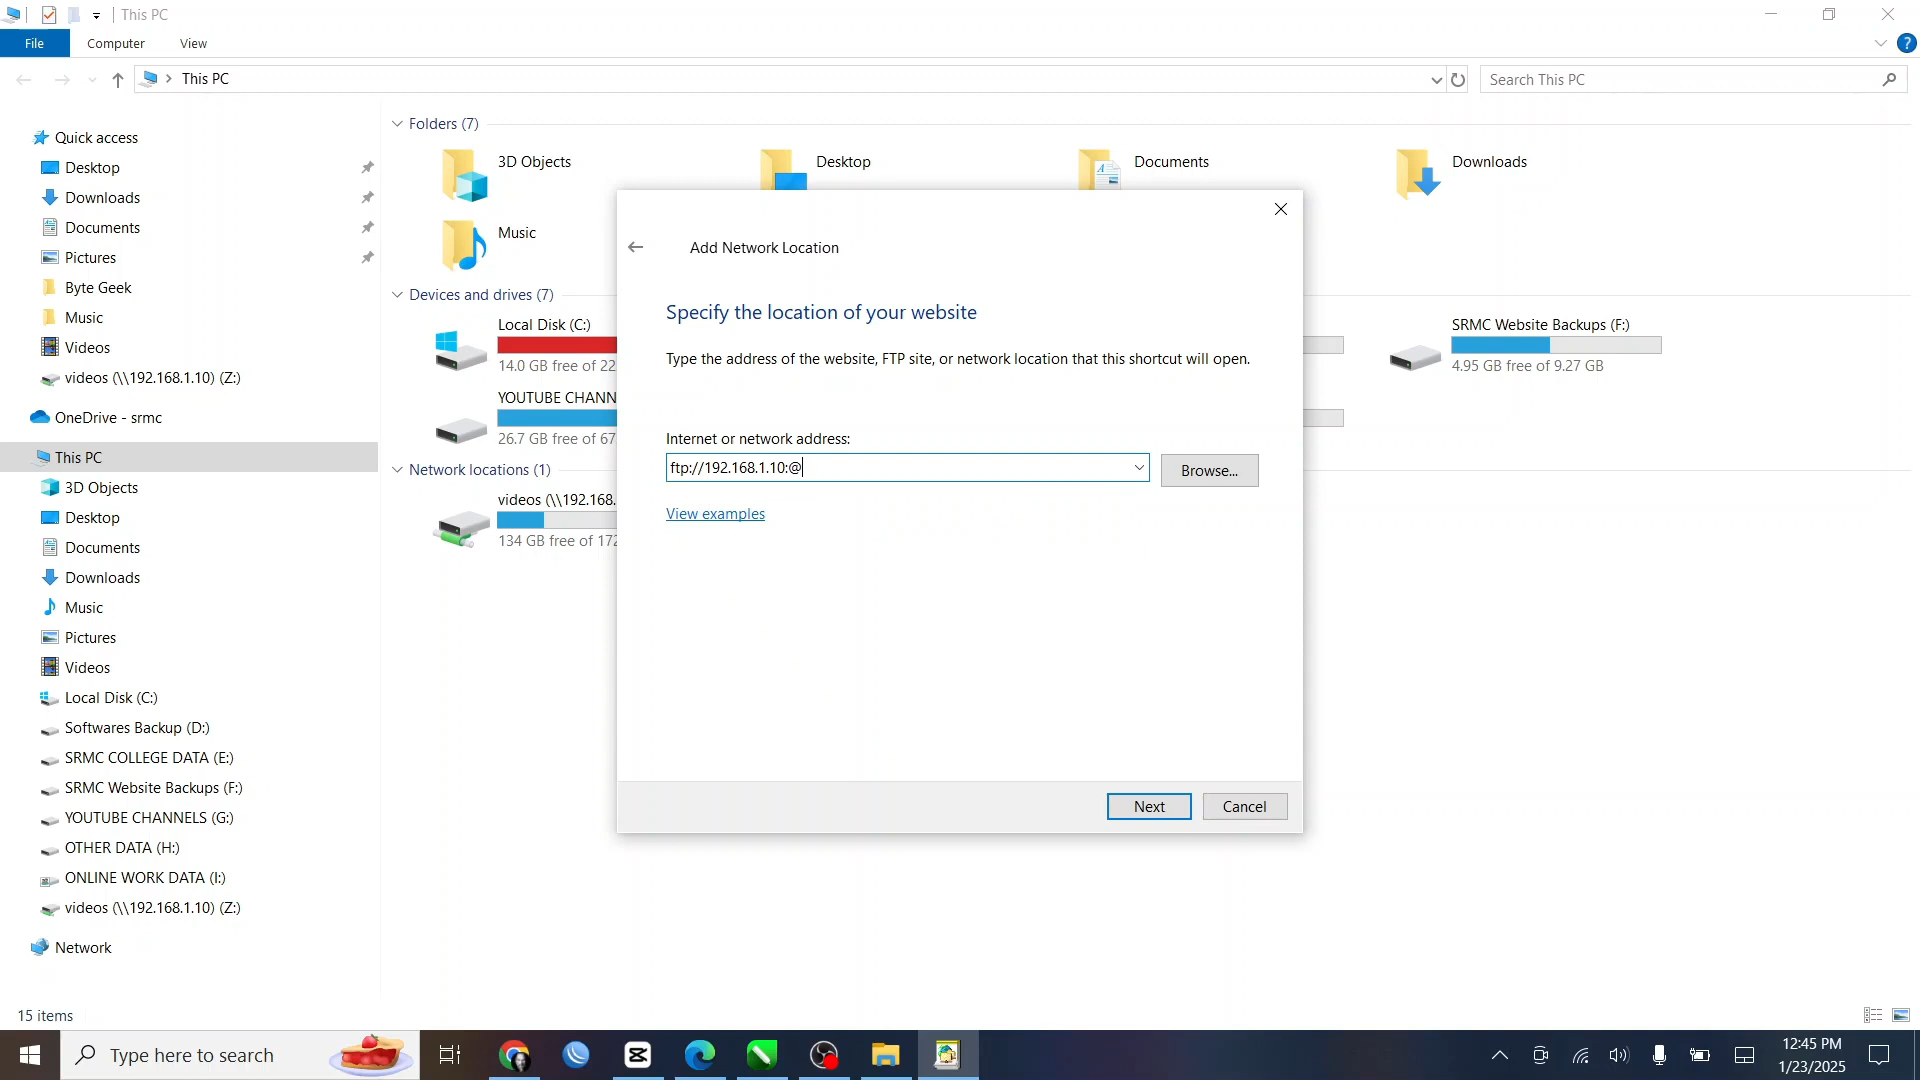 This PC
File
Computer
View
?
This PC
Search This PC
Quick access
Desktop
Downloads
Documents
Pictures
Byte Geek
Music
Videos
videos (\\192.168.1.10) (Z:)
OneDrive - srmc
This PC
3D Objects
Desktop
Documents
Downloads
Music
Pictures
Videos
Local Disk (C:)
Softwares Backup (D:)
SRMC COLLEGE DATA (E:)
SRMC Website Backups (F:)
YOUTUBE CHANNELS (G:)
OTHER DATA (H:)
ONLINE WORK DATA (I:)
videos (\\192.168.1.10) (Z:)
Network
Folders (7)
3D Objects
Desktop
Documents
Downloads
Music
Devices and drives (7)
Local Disk (C:)
14.0 GB free of 22
SRMC Website Backups (F:)
4.95 GB free of 9.27 GB
YOUTUBE CHANN
26.7 GB free of 67
Network locations (1)
videos (\\192.168.
134 GB free of 172
Add Network Location
Specify the location of your website
Type the address of the website, FTP site, or network location that this shortcut will open.
Internet or network address:
ftp://192.168.1.10:@
Browse...
View examples
Next
Cancel
15 items
Type here to search
12:45 PM
1/23/2025